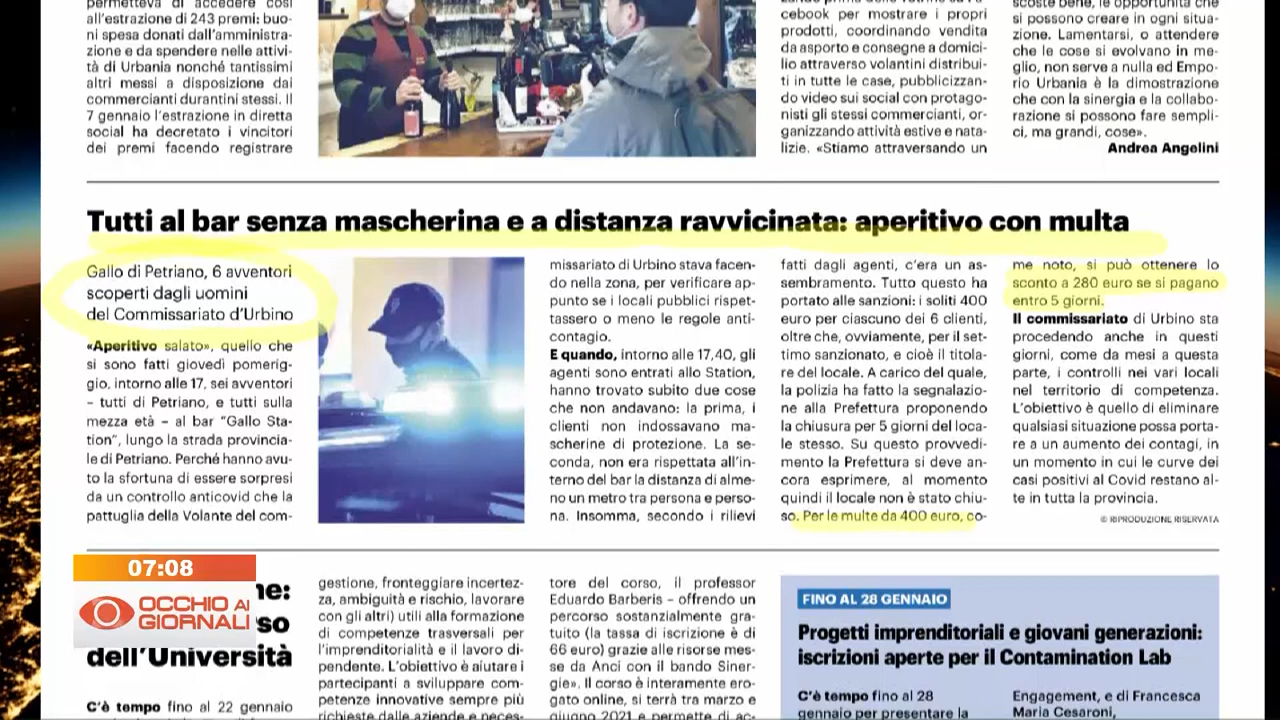 permetteva di accedere così
all'estrazione di 243 premi: buo-
ni spesa donati dall'amministra-
zione e da spendere nelle attivi-
tà di Urbania nonché tantissimi
altri messi a disposizione dai
commercianti durantini stessi. Il
7 gennaio l'estrazione in diretta
social ha decretato i vincitori
dei premi facendo registrare
cebook per mostrare i propri
prodotti, coordinando vendita
da asporto e consegne a domici-
lio attraverso volantini distribui-
ti in tutte le case, pubblicizzan-
do video sui social con protago-
nisti gli stessi commercianti, or-
ganizzando attività estive e nata-
lizie. «Stiamo attraversando un
scoste bene, le opportunità che
si possono creare in ogni situa-
zione. Lamentarsi, o attendere
che le cose si evolvano in me-
glio, non serve a nulla ed Empo-
rio Urbania è la dimostrazione
che con la sinergia e la collabo-
razione si possono fare sempli-
ci, ma grandi, cose».
Andrea Angelini
Tutti al bar senza mascherina e a distanza ravvicinata: aperitivo con multa
Gallo di Petriano, 6 avventori
scoperti dagli uomini
del Commissariato d'Urbino
«Aperitivo salato», quello che
si sono fatti giovedì pomerig-
gio, intorno alle 17, sei avventori
– tutti di Petriano, e tutti sulla
mezza età – al bar "Gallo Sta-
tion", lungo la strada provincia-
le di Petriano. Perché hanno avu-
to la sfortuna di essere sorpresi
da un controllo anticovid che la
pattuglia della Volante del com-
missariato di Urbino stava facen-
do nella zona, per verificare ap-
punto se i locali pubblici rispet-
tassero o meno le regole anti-
contagio.
E quando, intorno alle 17,40, gli
agenti sono entrati allo Station,
hanno trovato subito due cose
che non andavano: la prima, i
clienti non indossavano ma-
scherine di protezione. La se-
conda, non era rispettata all'in-
terno del bar la distanza di alme-
no un metro tra persona e perso-
na. Insomma, secondo i rilievi
fatti dagli agenti, c'era un as-
sembramento. Tutto questo ha
portato alle sanzioni: i soliti 400
euro per ciascuno dei 6 clienti,
oltre che, ovviamente, per il set-
timo sanzionato, e cioè il titola-
re del locale. A carico del quale,
la polizia ha fatto la segnalazio-
ne alla Prefettura proponendo
la chiusura per 5 giorni del loca-
le stesso. Su questo provvedi-
mento la Prefettura si deve an-
cora esprimere, al momento
quindi il locale non è stato chiu-
so. Per le multe da 400 euro, co-
me noto, si può ottenere lo
sconto a 280 euro se si pagano
entro 5 giorni.
Il commissariato di Urbino sta
procedendo anche in questi
giorni, come da mesi a questa
parte, i controlli nei vari locali
nel territorio di competenza.
L'obiettivo è quello di eliminare
qualsiasi situazione possa porta-
re a un aumento dei contagi, in
un momento in cui le curve dei
casi positivi al Covid restano al-
te in tutta la provincia.
© RIPRODUZIONE RISERVATA
07:08
OCCHIO AI
GIORNALI
ne:
so
dell'Università
C'è tempo fino al 22 gennaio
gestione, fronteggiare incertez-
za, ambiguità e rischio, lavorare
con gli altri) utili alla formazione
di competenze trasversali per
l'imprenditorialità e il lavoro di-
pendente. L'obiettivo è aiutare i
partecipanti a sviluppare com-
petenze innovative sempre più
richieste dalle aziende e neces-
tore del corso, il professor
Eduardo Barberis – offrendo un
percorso sostanzialmente gra-
tuito (la tassa di iscrizione è di
66 euro) grazie alle risorse mes-
se da Anci con il bando Siner-
gie». Il corso è interamente ero-
gato online, si terrà tra marzo e
giugno 2021 e permette di ac-
FINO AL 28 GENNAIO
Progetti imprenditoriali e giovani generazioni:
iscrizioni aperte per il Contamination Lab
C'è tempo fino al 28
gennaio per presentare la
Engagement, e di Francesca
Maria Cesaroni,